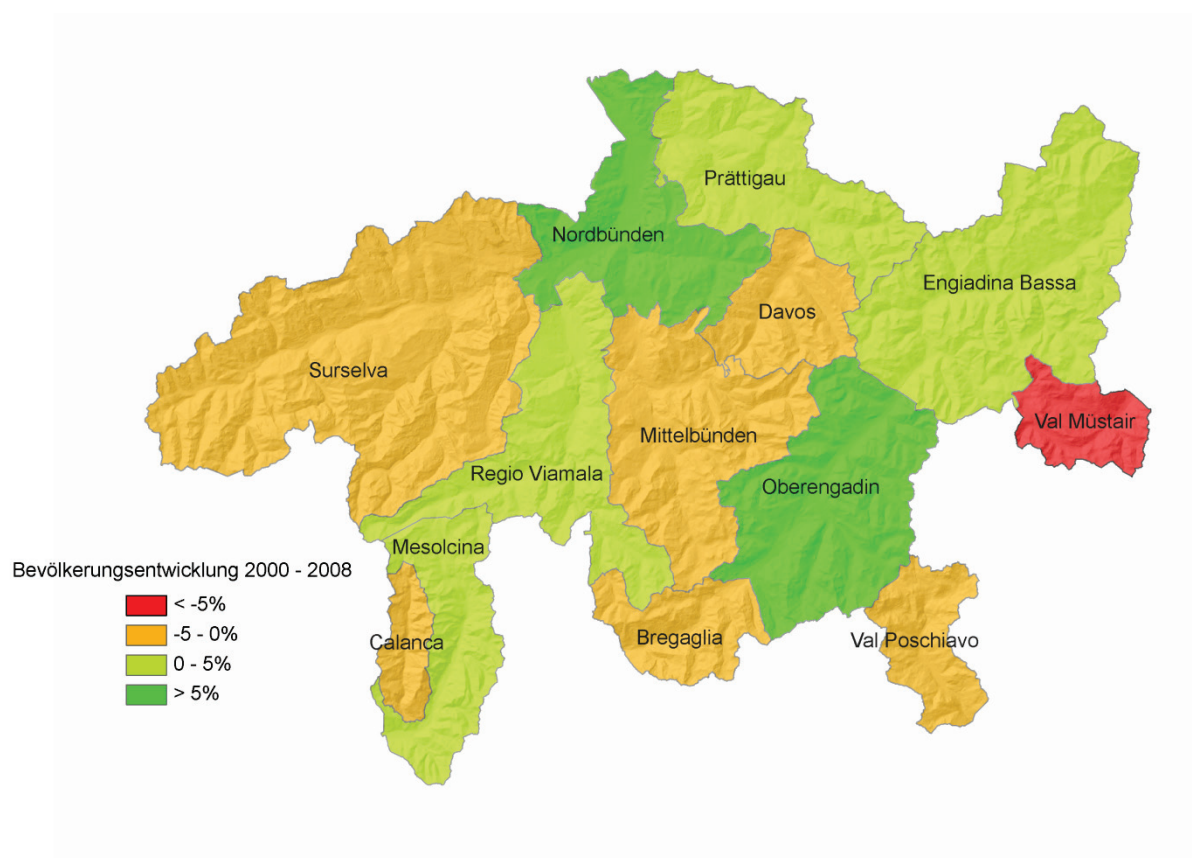 Prättigau
Nordbünden
Engiadina Bassa
Davos
Surselva
Val Müstair
Mittelbünden
Regio Viamala
Oberengadin
Mesolcina
Bevölkerungsentwicklung 2000 - 2008
< -5%
-5 - 0%
Calanca
Bregaglia
Val Poschiavo
0 - 5%
> 5%